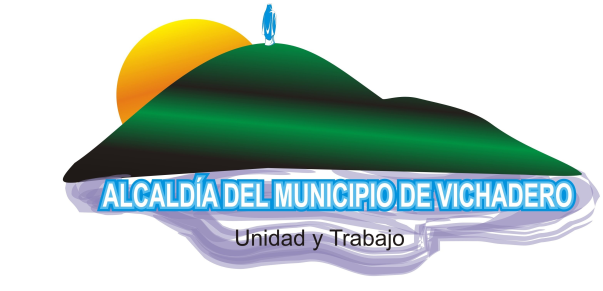 ALCALDÍA DEL MUNICIPIO DE VICHADERO
Unidad y Trabajo